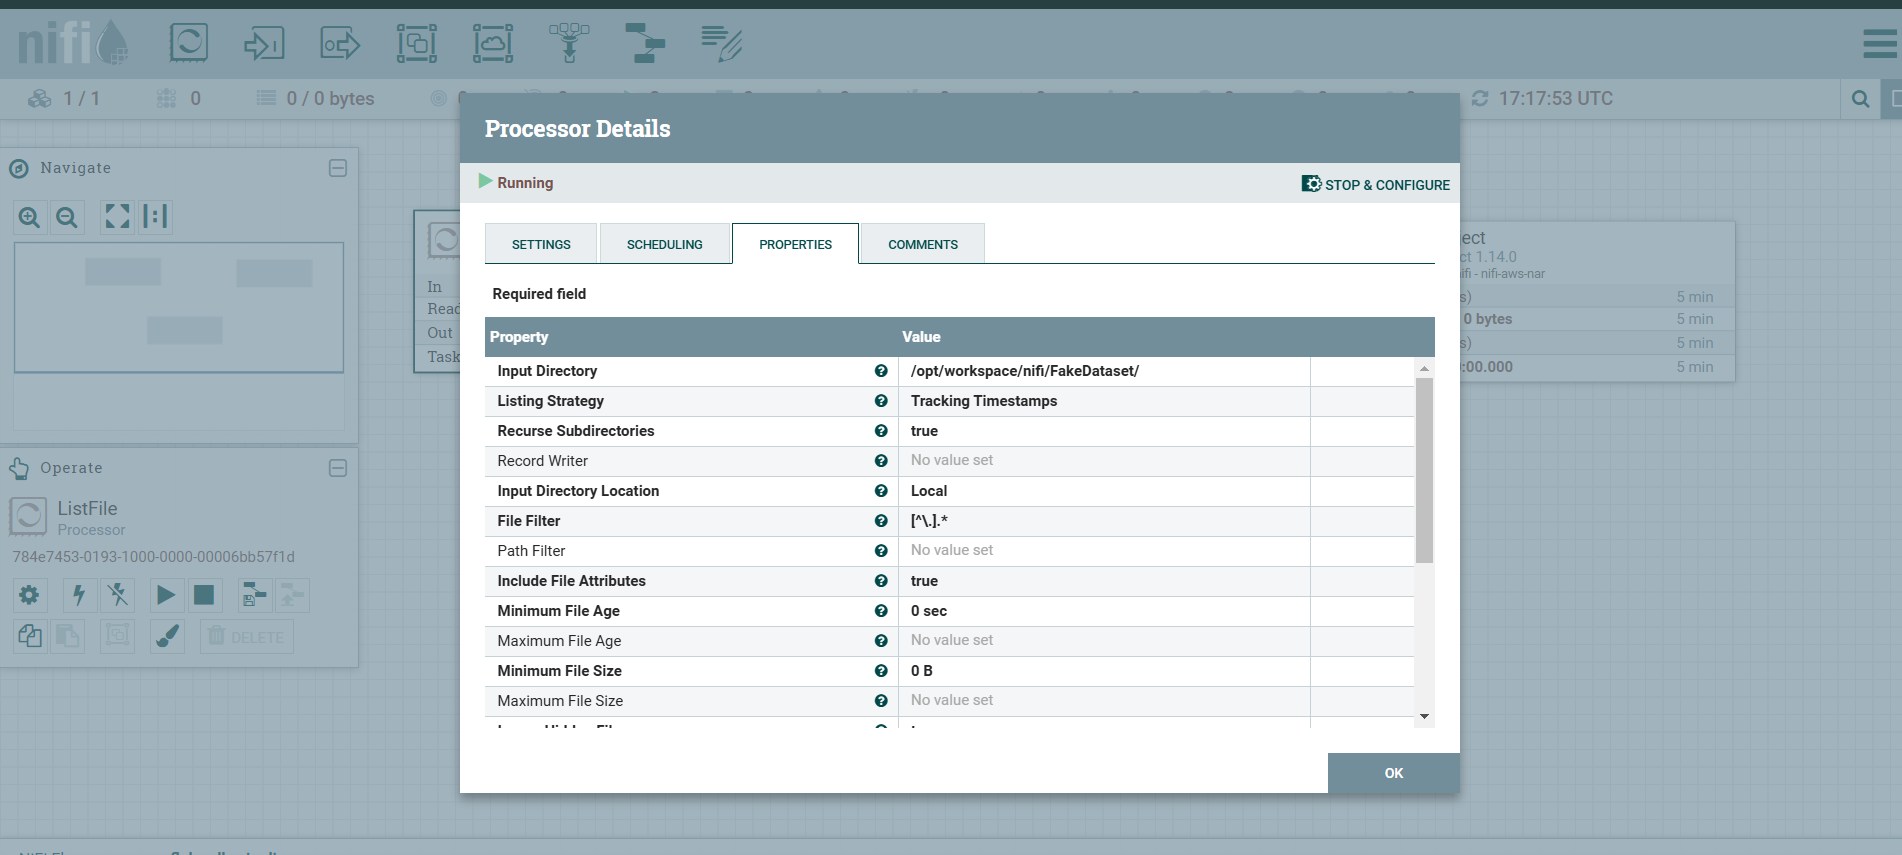 nifi
1 / 1
0
0 / 0 bytes
17:17:53 UTC
Navigate
In
Read
Out
Task
Operate
ListFile
Processor
784e7453-0193-1000-0000-00006bb57f1d
DELETE
Processor Details
Running
STOP & CONFIGURE
SETTINGS
SCHEDULING
PROPERTIES
COMMENTS
Required field
Property Value
Input Directory /opt/workspace/nifi/FakeDataset/
Listing Strategy Tracking Timestamps
Recurse Subdirectories true
Record Writer No value set
Input Directory Location Local
File Filter [^\.].*
Path Filter No value set
Include File Attributes true
Minimum File Age 0 sec
Maximum File Age No value set
Minimum File Size 0 B
Maximum File Size No value set
OK
ect
ct 1.14.0
ifi - nifi-aws-nar
s) 5 min
0 bytes 5 min
s) 5 min
:00.000 5 min